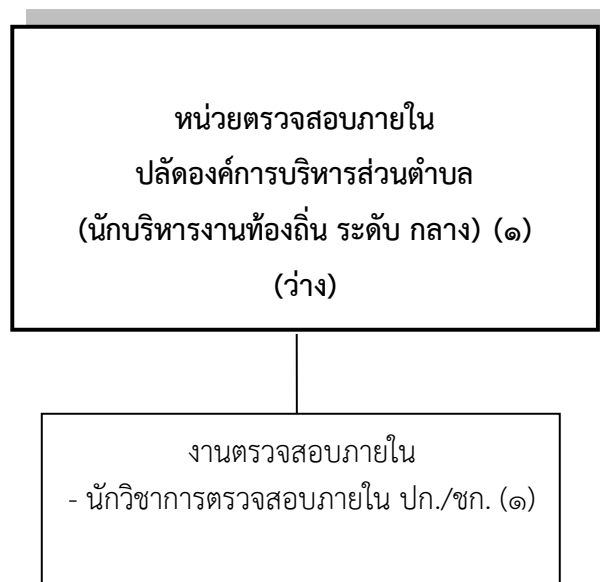 หน่วยตรวจสอบภายใน
ปลัดองค์การบริหารส่วนตำบล
(นักบริหารงานท้องถิ่น ระดับ กลาง) (๑)
(ว่าง)
งานตรวจสอบภายใน
- นักวิชาการตรวจสอบภายใน ปก./ชก. (๑)